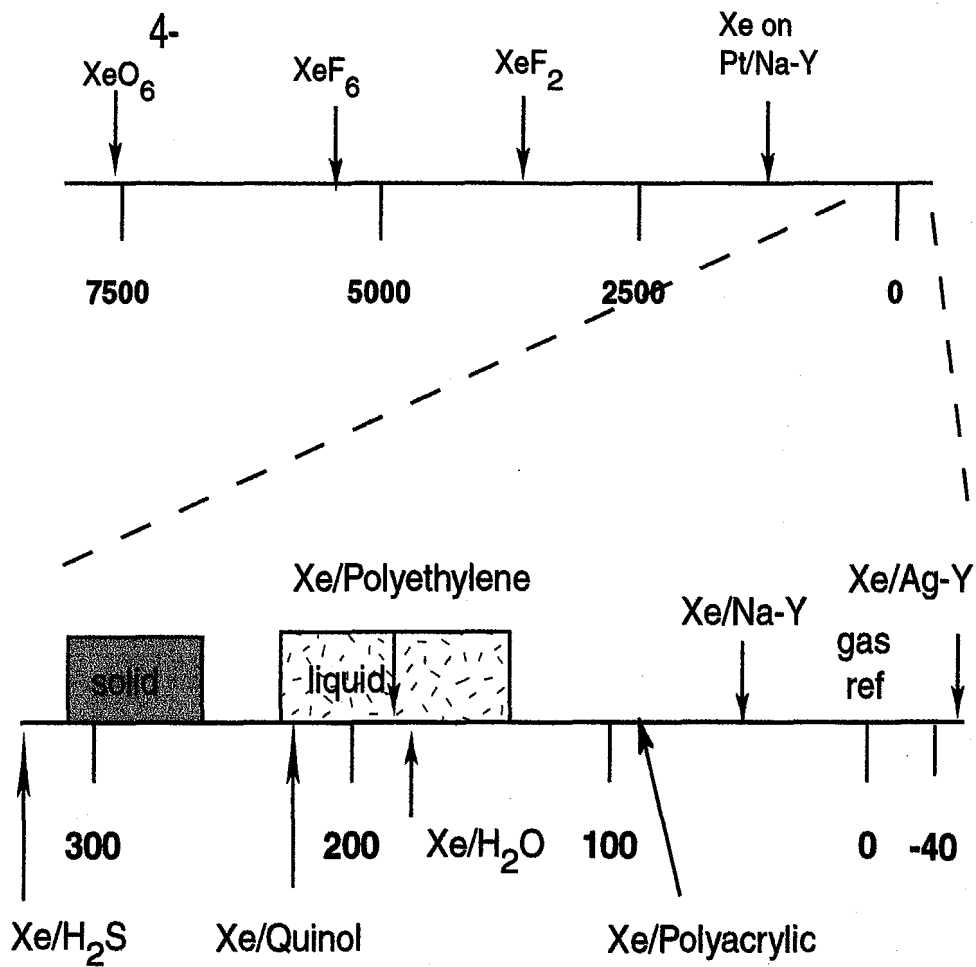 4-
XeO6
XeF6
XeF2
Xe on
Pt/Na-Y
7500
5000
2500
0
Xe/Polyethylene
Xe/Ag-Y
Xe/Na-Y
gas
ref
solid
liquid
300
200
Xe/H2O
100
0
-40
Xe/H2S
Xe/Quinol
Xe/Polyacrylic